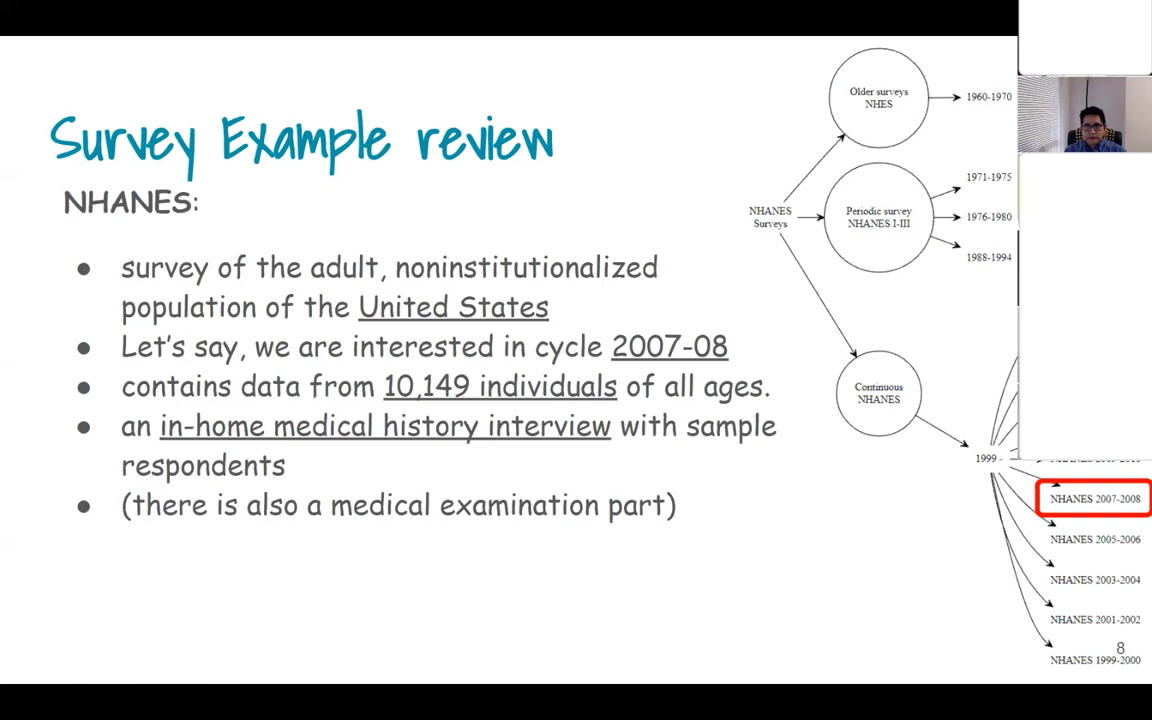 Survey Example review
NHANES:
● survey of the adult, noninstitutionalized
population of the United States
● Let's say, we are interested in cycle 2007-08
● contains data from 10,149 individuals of all ages.
● an in-home medical history interview with sample
respondents
● (there is also a medical examination part)
NHANES
Surveys
Older surveys
NHES
1960-1970
Periodic survey
NHANES I-III
1971-1975
1976-1980
1988-1994
Continuous
NHANES
1999 -
NHANES 2007-2008
NHANES 2005-2006
NHANES 2003-2004
NHANES 2001-2002
NHANES 1999-2000
8